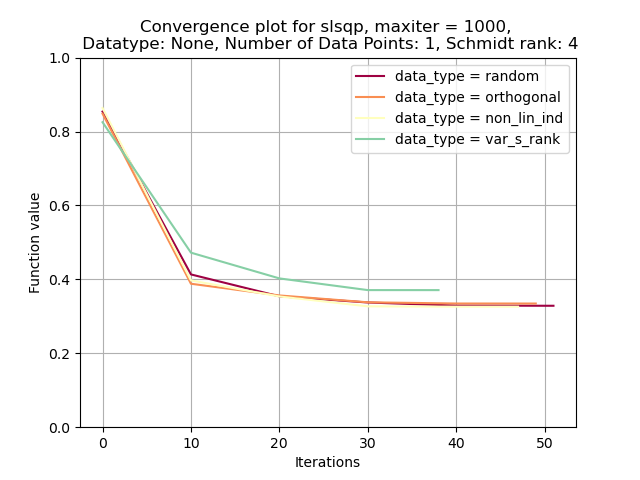 Convergence plot for slsqp, maxiter = 1000,
Datatype: None, Number of Data Points: 1, Schmidt rank: 4
1.0
0.8
0.6
0.4
0.2
0.0
Function value
data_type = random
data_type = orthogonal
data_type = non_lin_ind
data_type = var_s_rank
0 10 20 30 40 50
Iterations